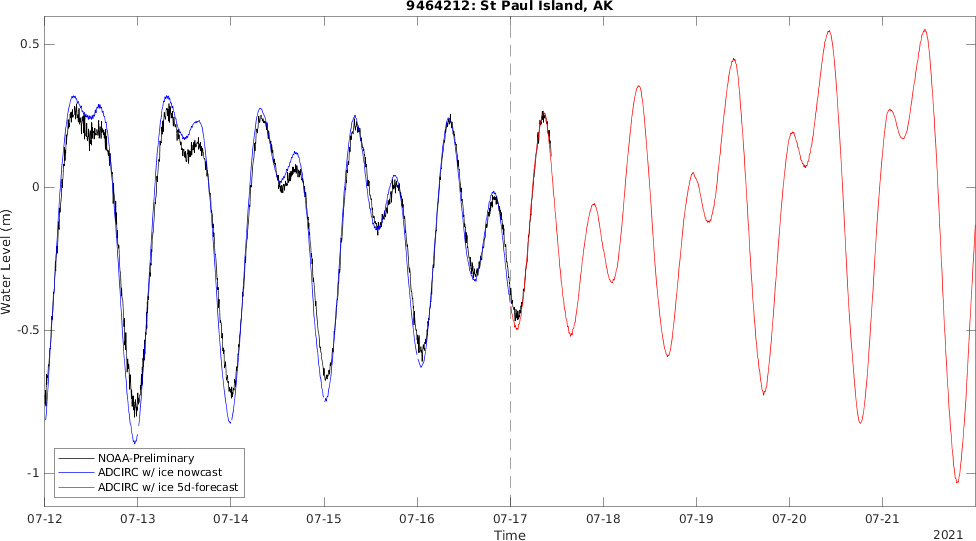 9464212: St Paul Island, AK
0.5
0
-0.5
-1
Water Level (m)
NOAA-Preliminary
ADCIRC w/ ice nowcast
ADCIRC w/ ice 5d-forecast
07-12 07-13 07-14 07-15 07-16 07-17 07-18 07-19 07-20 07-21
Time
2021